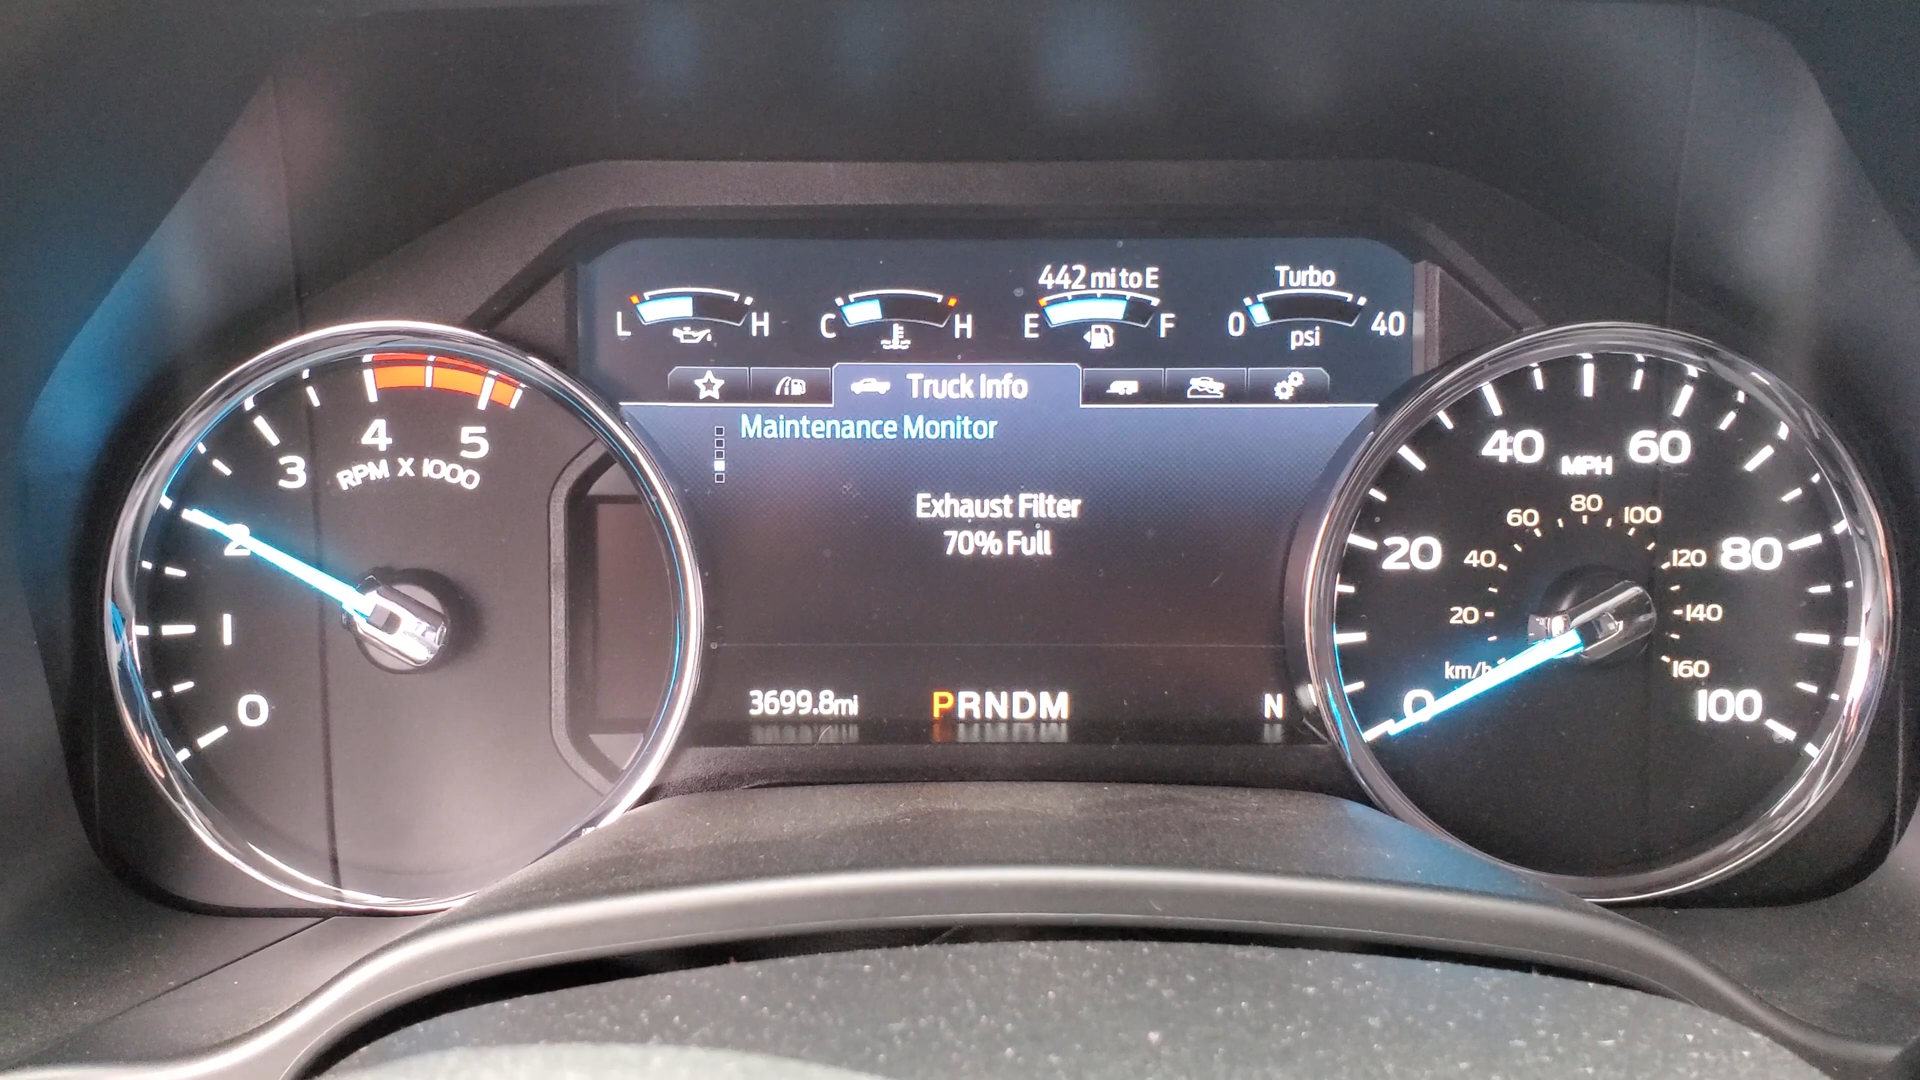 442 mi to E
Turbo
L H
C H
E F
0 40
psi
Truck Info
Maintenance Monitor
Exhaust Filter
70% Full
3699.8mi
PRNDM
N
0
1
2
3
4
5
RPM X 1000
0
20
40
60
80
100
MPH
km/h
20
40
60
80
100
120
140
160